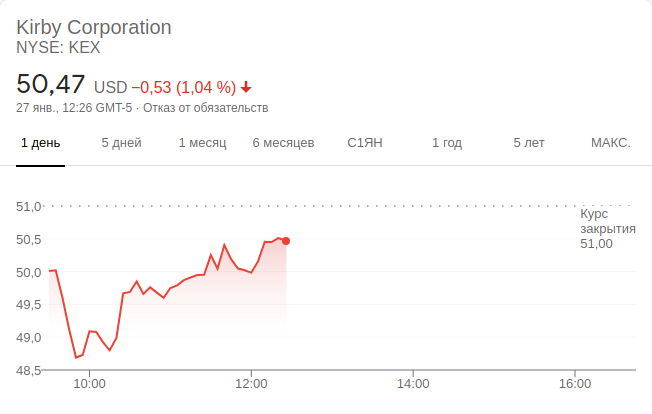 Kirby Corporation
NYSE: KEX
50,47 USD −0,53 (1,04 %)
27 янв., 12:26 GMT-5 · Отказ от обязательств
1 день 5 дней 1 месяц 6 месяцев С1ЯН 1 год 5 лет МАКС.
51,0
Курс
закрытия
51,00
50,5
50,0
49,5
49,0
48,5
10:00 12:00 14:00 16:00